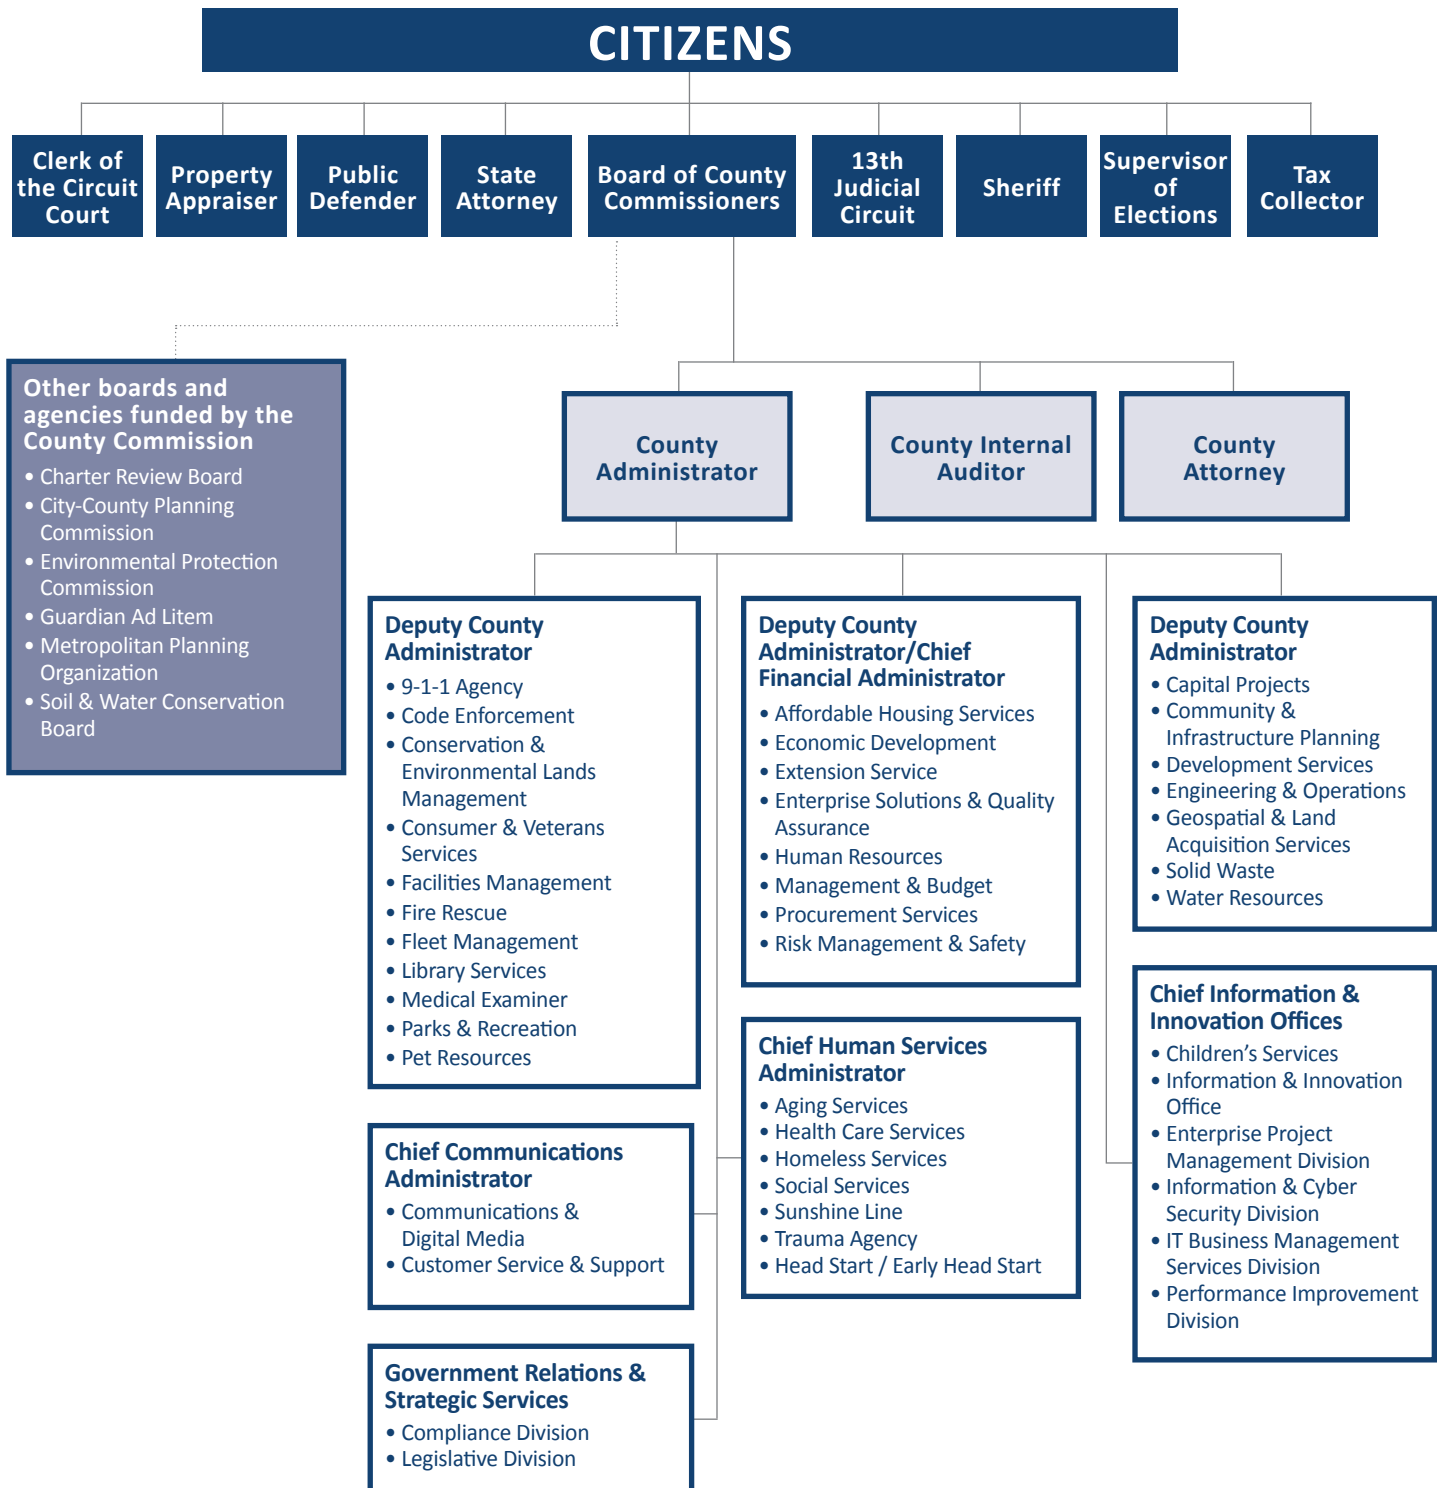 CITIZENS
Clerk of
the Circuit
Court
Property
Appraiser
Public
Defender
State
Attorney
Board of County
Commissioners
13th
Judicial
Circuit
Sheriff
Supervisor
of
Elections
Tax
Collector
Other boards and
agencies funded by the
County Commission
• Charter Review Board
• City-County Planning
Commission
• Environmental Protection
Commission
• Guardian Ad Litem
• Metropolitan Planning
Organization
• Soil & Water Conservation
Board
County
Administrator
County Internal
Auditor
County
Attorney
Deputy County
Administrator
• 9-1-1 Agency
• Code Enforcement
• Conservation &
Environmental Lands
Management
• Consumer & Veterans
Services
• Facilities Management
• Fire Rescue
• Fleet Management
• Library Services
• Medical Examiner
• Parks & Recreation
• Pet Resources
Chief Communications
Administrator
• Communications &
Digital Media
• Customer Service & Support
Government Relations &
Strategic Services
• Compliance Division
• Legislative Division
Deputy County
Administrator/Chief
Financial Administrator
• Affordable Housing Services
• Economic Development
• Extension Service
• Enterprise Solutions & Quality
Assurance
• Human Resources
• Management & Budget
• Procurement Services
• Risk Management & Safety
Chief Human Services
Administrator
• Aging Services
• Health Care Services
• Homeless Services
• Social Services
• Sunshine Line
• Trauma Agency
• Head Start / Early Head Start
Deputy County
Administrator
• Capital Projects
• Community &
Infrastructure Planning
• Development Services
• Engineering & Operations
• Geospatial & Land
Acquisition Services
• Solid Waste
• Water Resources
Chief Information &
Innovation Offices
• Children’s Services
• Information & Innovation
Office
• Enterprise Project
Management Division
• Information & Cyber
Security Division
• IT Business Management
Services Division
• Performance Improvement
Division